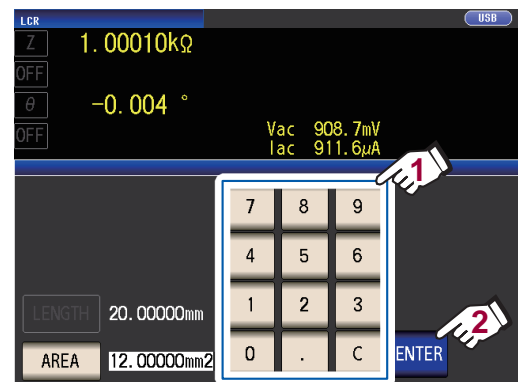 LCR USB
Z 1.00010kΩ
OFF
θ -0.004 °
OFF
Vac 908.7mV
Iac 911.6μA
1
7 8 9
4 5 6
LENGTH 20.00000mm 1 2 3
2
AREA 12.00000mm2 0 . C ENTER